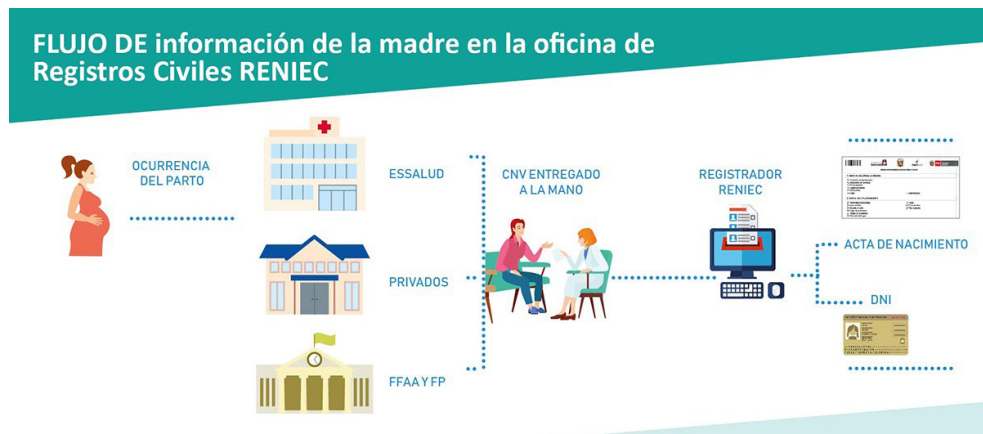 FLUJO DE información de la madre en la oficina de
Registros Civiles RENIEC
OCURRENCIA
DEL PARTO
ESSALUD
PRIVADOS
FFAA Y FP
CNV ENTREGADO
A LA MANO
REGISTRADOR
RENIEC
ACTA DE NACIMIENTO
DNI